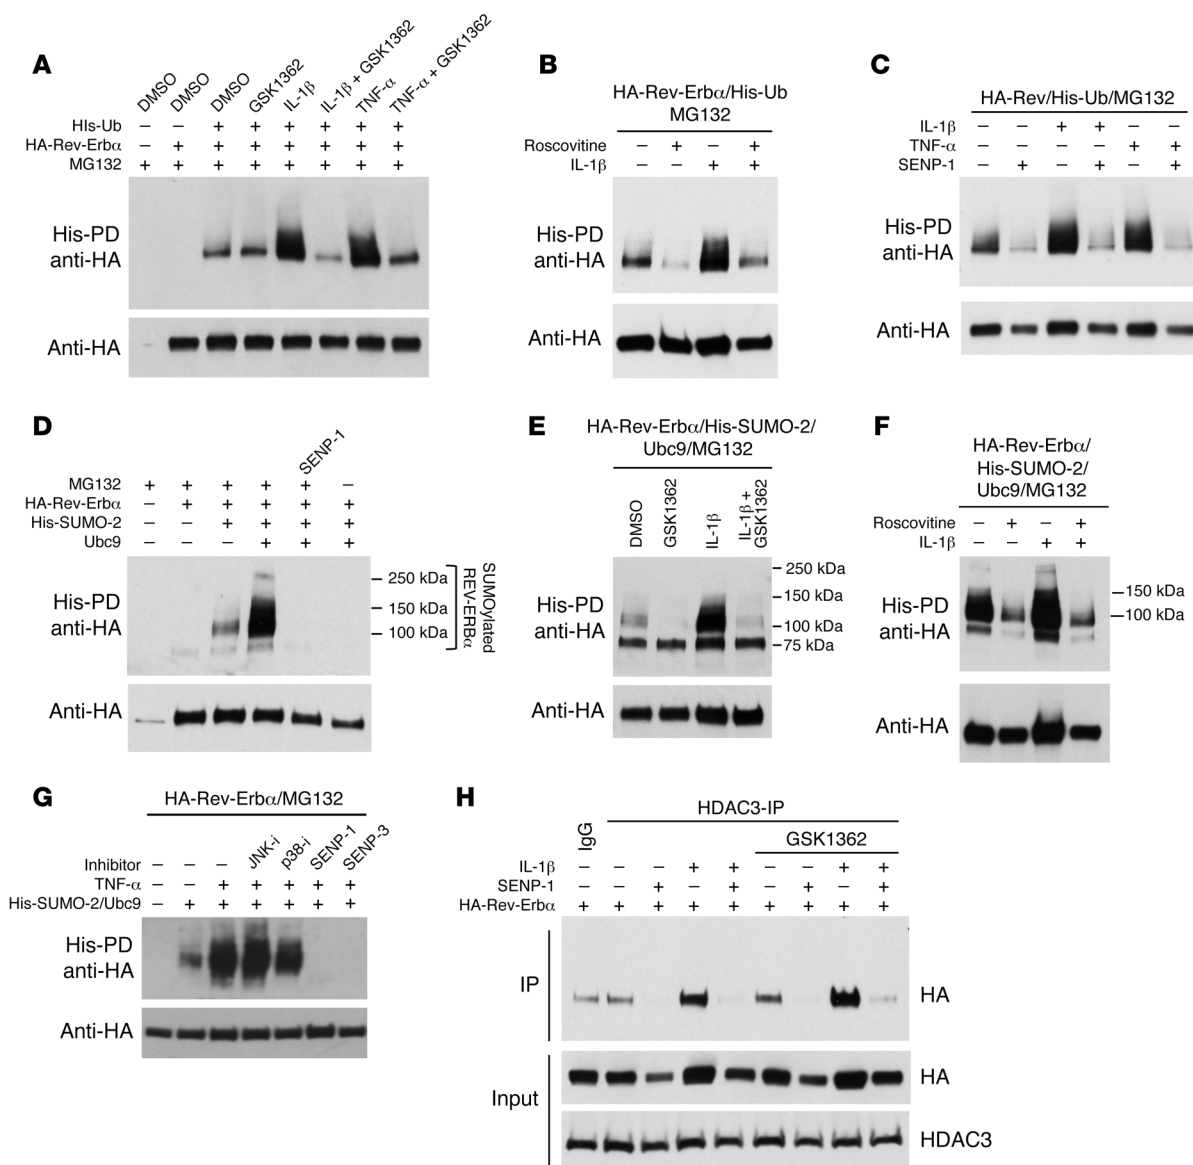 A
DMSO
DMSO
DMSO
GSK1362
IL-1β
IL-1β + GSK1362
TNF-α
TNF-α + GSK1362
HIs-Ub − − + + + + + +
HA-Rev-Erbα − + + + + + + +
MG132 + + + + + + + +
His-PD
anti-HA
Anti-HA
B
HA-Rev-Erbα/His-Ub
MG132
Roscovitine − + − +
IL-1β − − + +
His-PD
anti-HA
Anti-HA
C
HA-Rev/His-Ub/MG132
IL-1β − − + + − −
TNF-α − − − − + +
SENP-1 − + − + − +
His-PD
anti-HA
Anti-HA
D
SENP-1
MG132 + + + + + −
HA-Rev-Erbα − + + + + +
His-SUMO-2 − − + + + +
Ubc9 − − − + + +
His-PD
anti-HA
250 kDa
150 kDa
100 kDa
SUMOylated
REV-ERBα
Anti-HA
E
HA-Rev-Erbα/His-SUMO-2/
Ubc9/MG132
DMSO
GSK1362
IL-1β
IL-1β +
GSK1362
His-PD
anti-HA
250 kDa
150 kDa
100 kDa
75 kDa
Anti-HA
F
HA-Rev-Erbα/
His-SUMO-2/
Ubc9/MG132
Roscovitine − + − +
IL-1β − − + +
His-PD
anti-HA
150 kDa
100 kDa
Anti-HA
G
HA-Rev-Erbα/MG132
Inhibitor − − − JNK-i p38-i SENP-1 SENP-3
TNF-α − − + + + + +
His-SUMO-2/Ubc9 − + + + + + +
His-PD
anti-HA
Anti-HA
H
HDAC3-IP
IgG
GSK1362
IL-1β − − − + + − − + +
SENP-1 − − + − + − + − +
HA-Rev-Erbα + + + + + + + + +
IP
HA
Input
HA
HDAC3